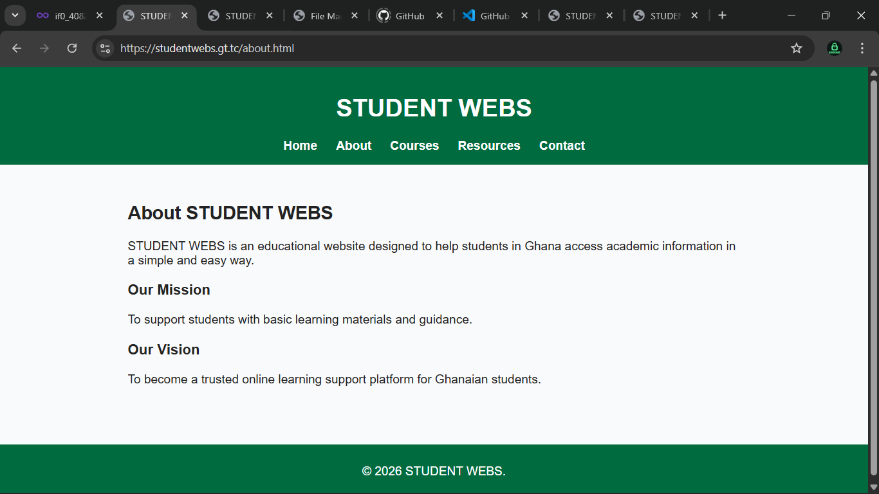 if0_408
STUDEN
STUDEN
File Ma
GitHub
GitHub
STUDEN
STUDEN
https://studentwebs.gt.tc/about.html
STUDENT WEBS
Home About Courses Resources Contact
About STUDENT WEBS
STUDENT WEBS is an educational website designed to help students in Ghana access academic information in
a simple and easy way.
Our Mission
To support students with basic learning materials and guidance.
Our Vision
To become a trusted online learning support platform for Ghanaian students.
© 2026 STUDENT WEBS.